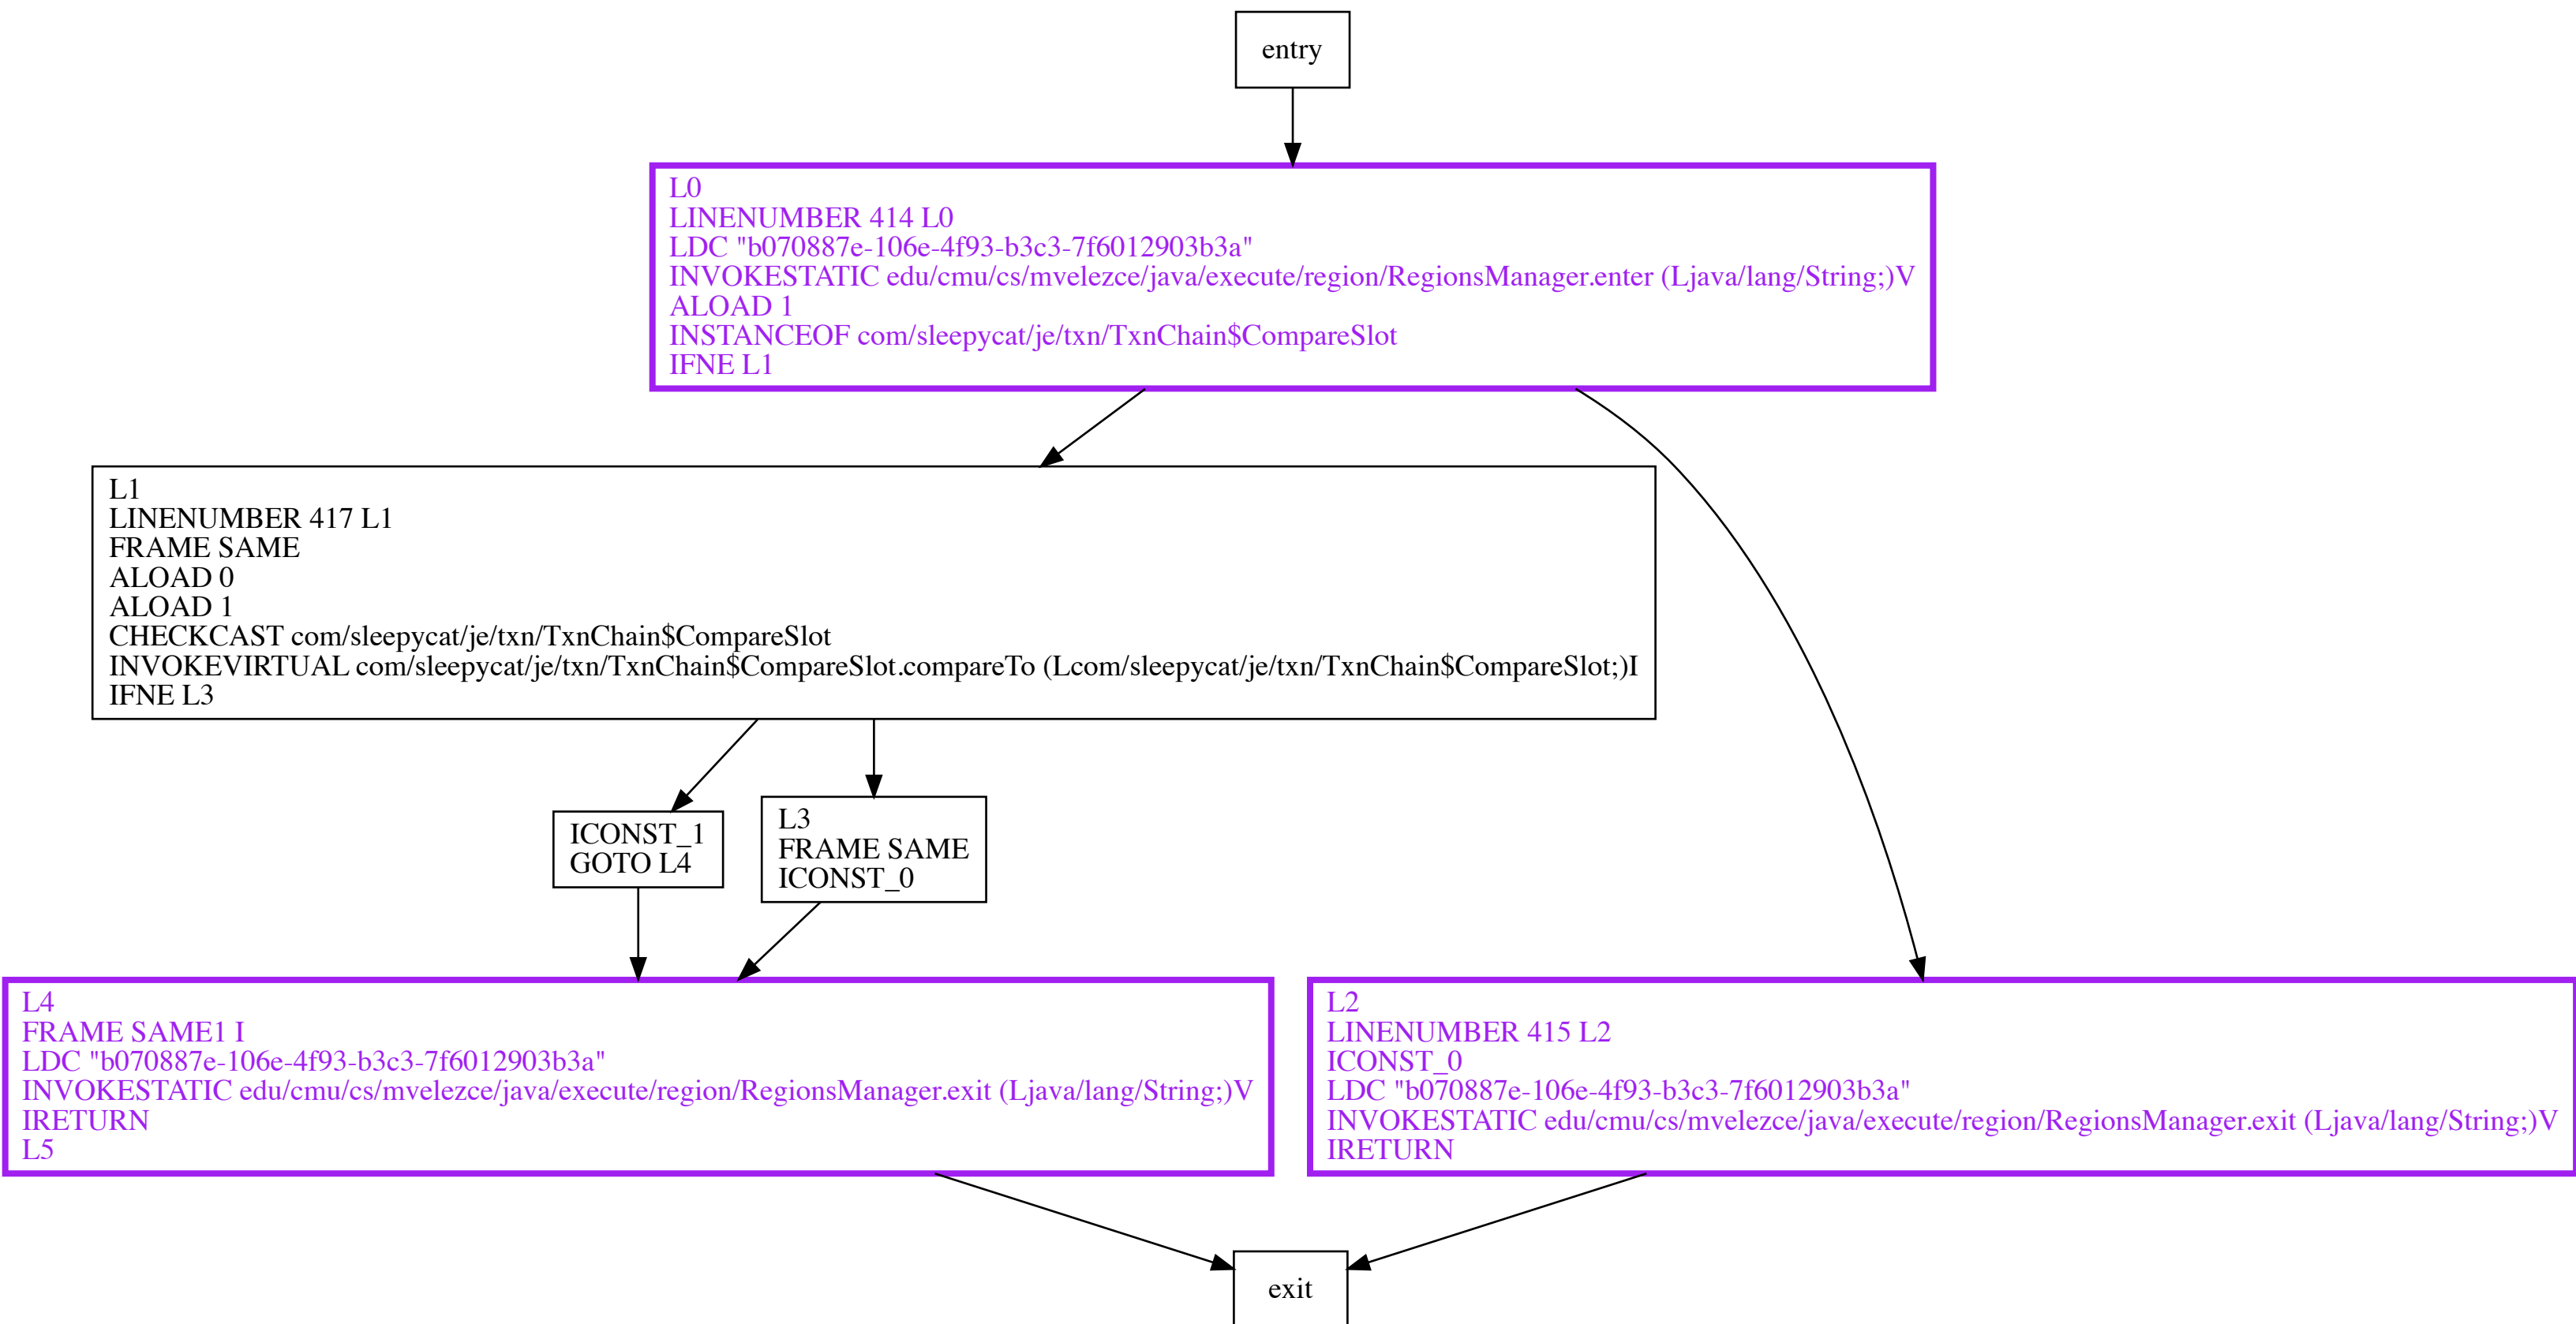 entry
L0
LINENUMBER 414 L0
LDC "b070887e-106e-4f93-b3c3-7f6012903b3a"
INVOKESTATIC edu/cmu/cs/mvelezce/java/execute/region/RegionsManager.enter (Ljava/lang/String;)V
ALOAD 1
INSTANCEOF com/sleepycat/je/txn/TxnChain$CompareSlot
IFNE L1
L1
LINENUMBER 417 L1
FRAME SAME
ALOAD 0
ALOAD 1
CHECKCAST com/sleepycat/je/txn/TxnChain$CompareSlot
INVOKEVIRTUAL com/sleepycat/je/txn/TxnChain$CompareSlot.compareTo (Lcom/sleepycat/je/txn/TxnChain$CompareSlot;)I
IFNE L3
ICONST_1
GOTO L4
L3
FRAME SAME
ICONST_0
L4
FRAME SAME1 I
LDC "b070887e-106e-4f93-b3c3-7f6012903b3a"
INVOKESTATIC edu/cmu/cs/mvelezce/java/execute/region/RegionsManager.exit (Ljava/lang/String;)V
IRETURN
L5
L2
LINENUMBER 415 L2
ICONST_0
LDC "b070887e-106e-4f93-b3c3-7f6012903b3a"
INVOKESTATIC edu/cmu/cs/mvelezce/java/execute/region/RegionsManager.exit (Ljava/lang/String;)V
IRETURN
exit